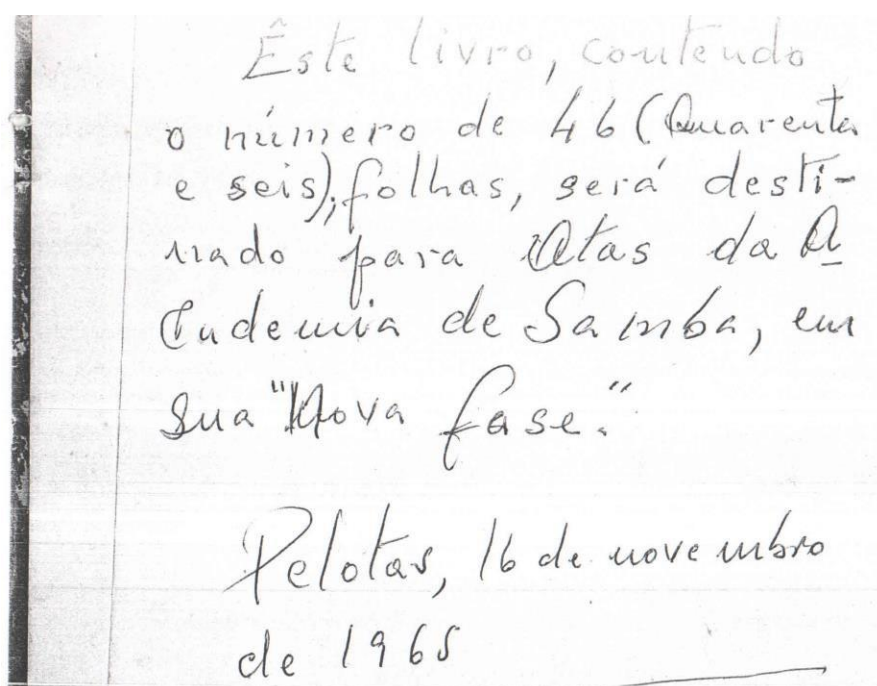 Êste livro, contendo
o número de 46 (Quarenta
e seis), folhas, será desti-
nado para Atas da A
Cademia de Samba, em
sua "Nova fase".
Pelotas, 16 de novembro
de 1965